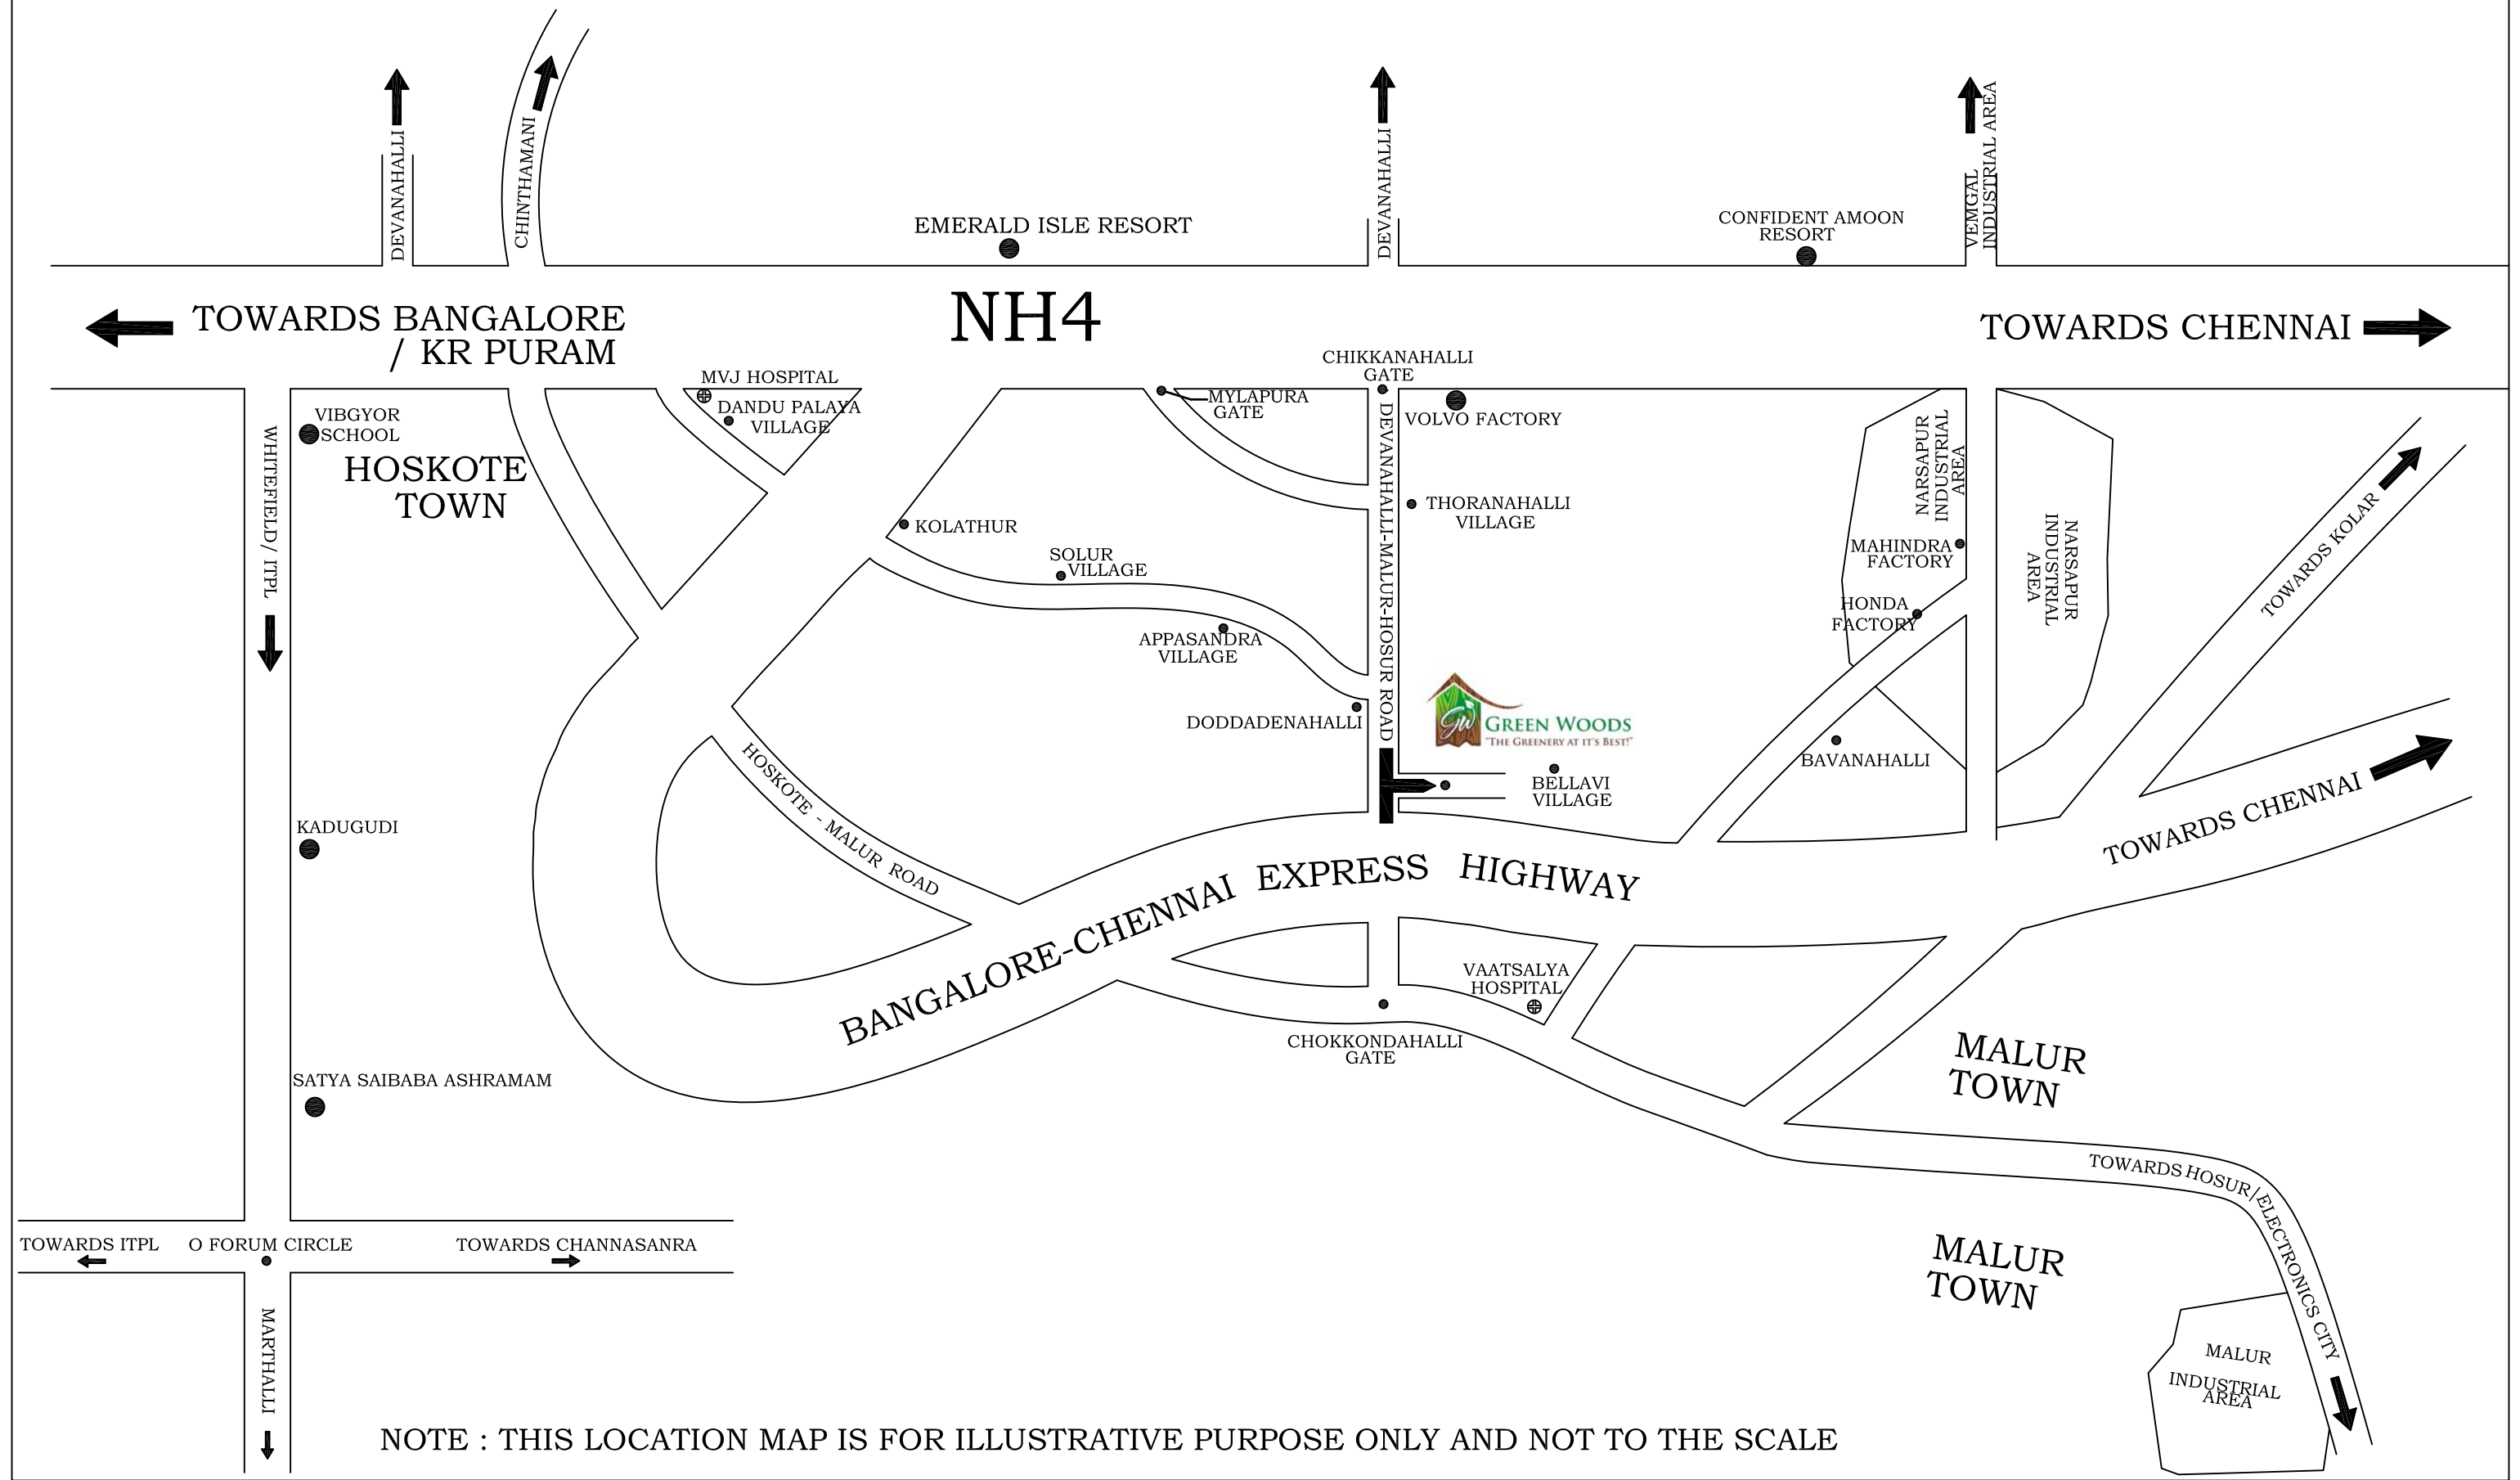 DEVANAHALLI
CHINTHAMANI
EMERALD ISLE RESORT
DEVANAHALLI
CONFIDENT AMOON
RESORT
VEMGAL
INDUSTRIAL AREA
TOWARDS BANGALORE
/ KR PURAM
NH4
TOWARDS CHENNAI
CHIKKANAHALLI
GATE
MVJ HOSPITAL
DANDU PALAYA
VILLAGE
MYLAPURA
GATE
VOLVO FACTORY
VIBGYOR
SCHOOL
HOSKOTE
TOWN
WHITEFIELD/ ITPL
KOLATHUR
SOLUR
VILLAGE
APPASANDRA
VILLAGE
DEVANAHALLI-MALUR-HOSUR ROAD
THORANAHALLI
VILLAGE
NARSAPUR
INDUSTRIAL
AREA
MAHINDRA
FACTORY
HONDA
FACTORY
NARSAPUR
INDUSTRIAL
AREA
TOWARDS KOLAR
DODDADENAHALLI
gw
GREEN WOODS
"THE GREENERY AT IT'S BEST!"
BELLAVI
VILLAGE
BAVANAHALLI
TOWARDS CHENNAI
HOSKOTE - MALUR ROAD
KADUGUDI
BANGALORE-CHENNAI EXPRESS HIGHWAY
VAATSALYA
HOSPITAL
CHOKKONDAHALLI
GATE
SATYA SAIBABA ASHRAMAM
MALUR
TOWN
TOWARDS HOSUR/ELECTRONICS CITY
TOWARDS ITPL
O FORUM CIRCLE
TOWARDS CHANNASANRA
MALUR
TOWN
MARTHALLI
MALUR
INDUSTRIAL
AREA
NOTE : THIS LOCATION MAP IS FOR ILLUSTRATIVE PURPOSE ONLY AND NOT TO THE SCALE